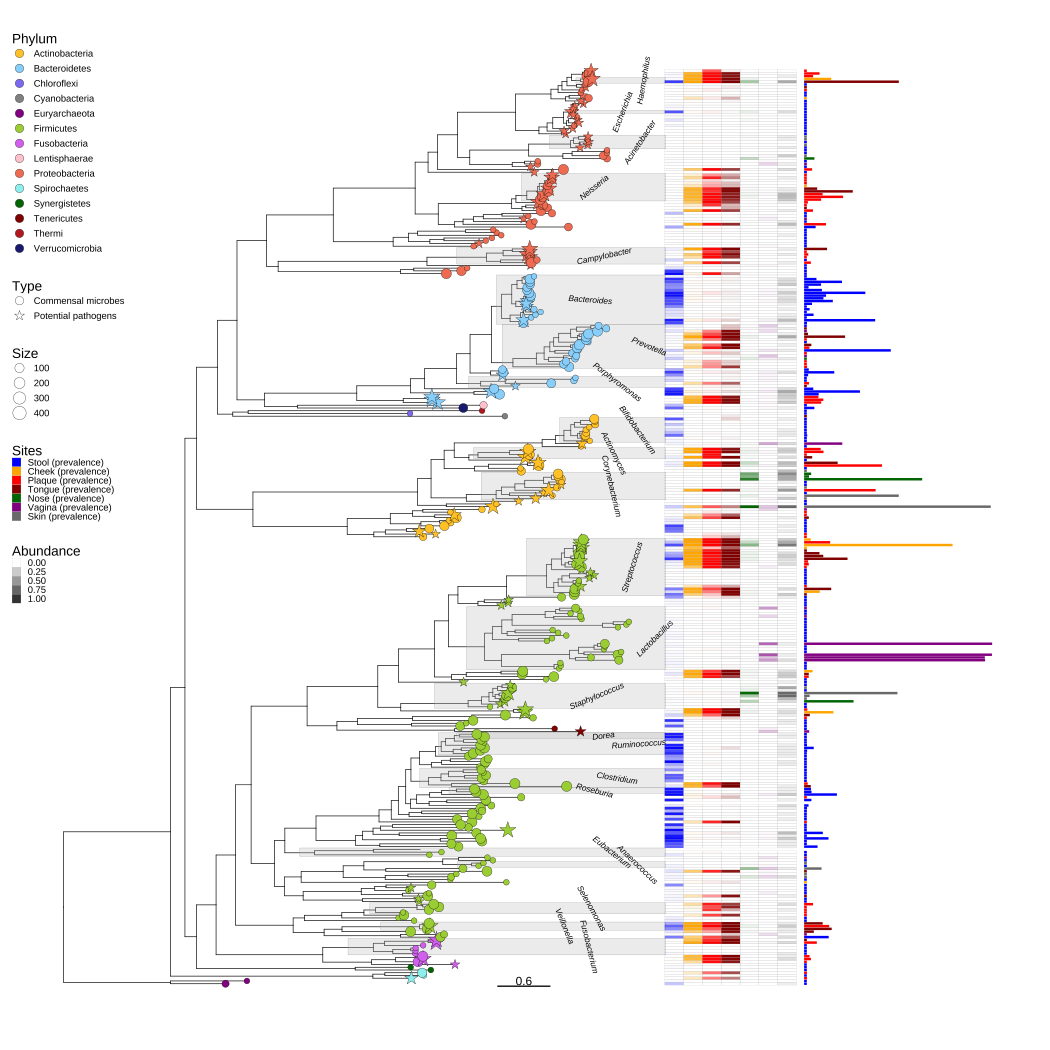 Phylum
Actinobacteria
Bacteroidetes
Chloroflexi
Cyanobacteria
Euryarchaeota
Firmicutes
Fusobacteria
Lentisphaerae
Proteobacteria
Spirochaetes
Synergistetes
Tenericutes
Thermi
Verrucomicrobia
Type
Commensal microbes
Potential pathogens
Size
100
200
300
400
Sites
Stool (prevalence)
Cheek (prevalence)
Plaque (prevalence)
Tongue (prevalence)
Nose (prevalence)
Vagina (prevalence)
Skin (prevalence)
Abundance
0.00
0.25
0.50
0.75
1.00
Haemophilus
Escherichia
Acinetobacter
Neisseria
Campylobacter
Bacteroides
Prevotella
Porphyromonas
Bifidobacterium
Actinomyces
Corynebacterium
Streptococcus
Lactobacillus
Staphylococcus
Dorea
Ruminococcus
Clostridium
Roseburia
Anaerococcus
Eubacterium
Selenomonas
Veillonella
Fusobacterium
0.6